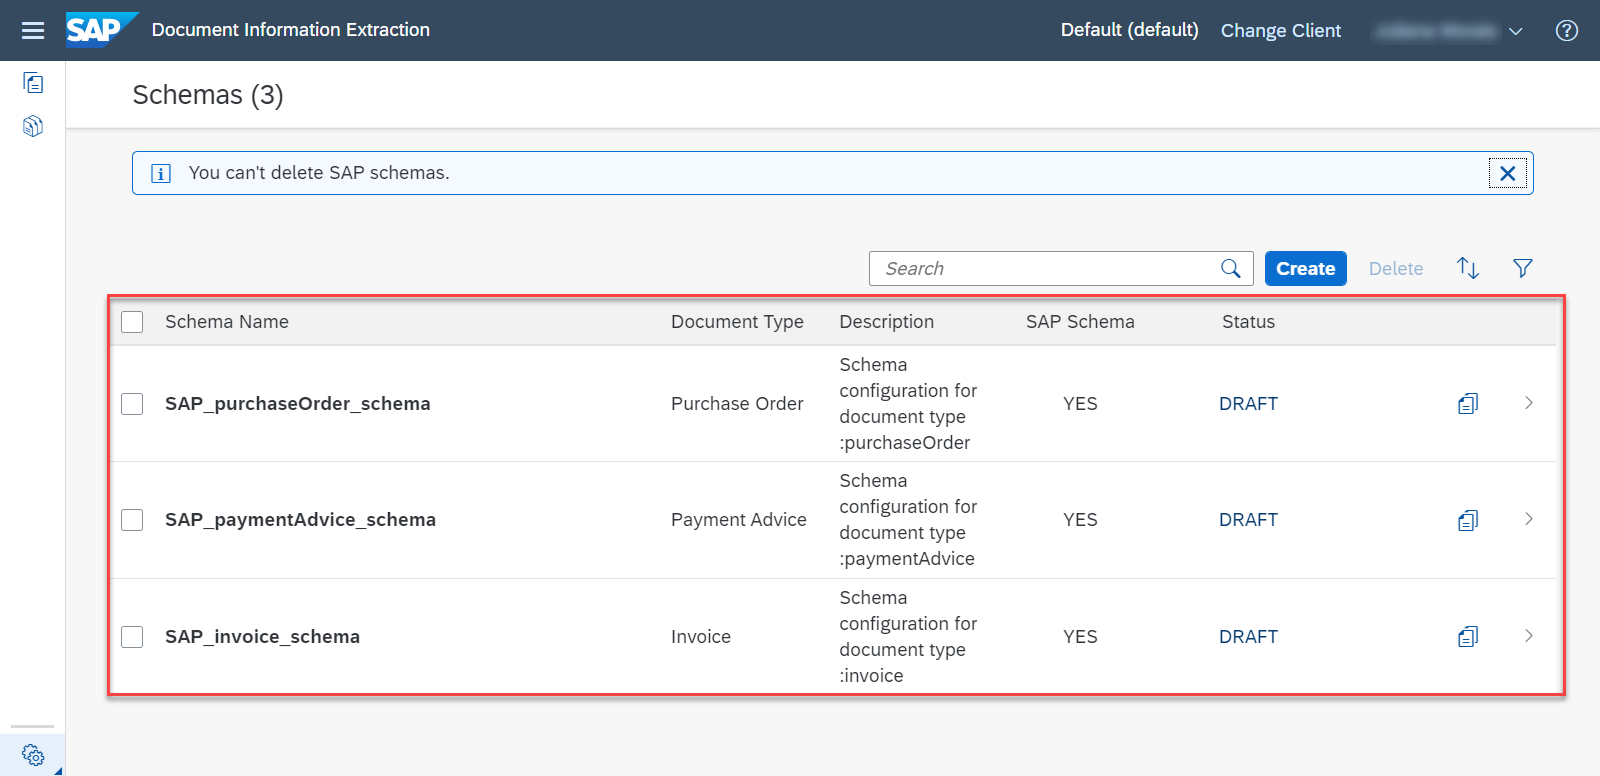 SAP Document Information Extraction Default (default) Change Client
Schemas (3)
You can't delete SAP schemas.
Search Create Delete
Schema Name Document Type Description SAP Schema Status
SAP_purchaseOrder_schema Purchase Order Schema configuration for document type :purchaseOrder YES DRAFT
SAP_paymentAdvice_schema Payment Advice Schema configuration for document type :paymentAdvice YES DRAFT
SAP_invoice_schema Invoice Schema configuration for document type :invoice YES DRAFT